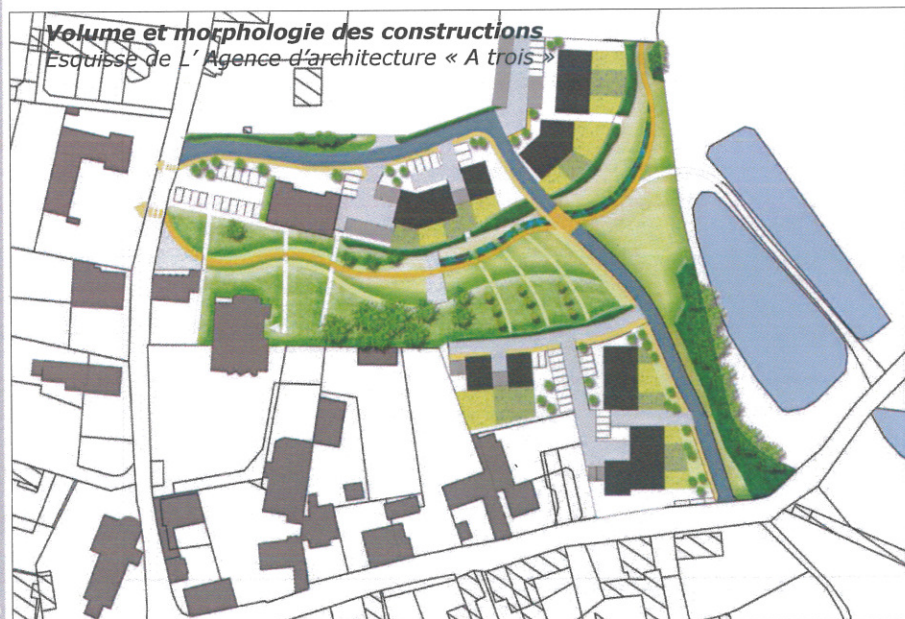 Volume et morphologie des constructions
Esquisse de L' Agence d'architecture « A trois »